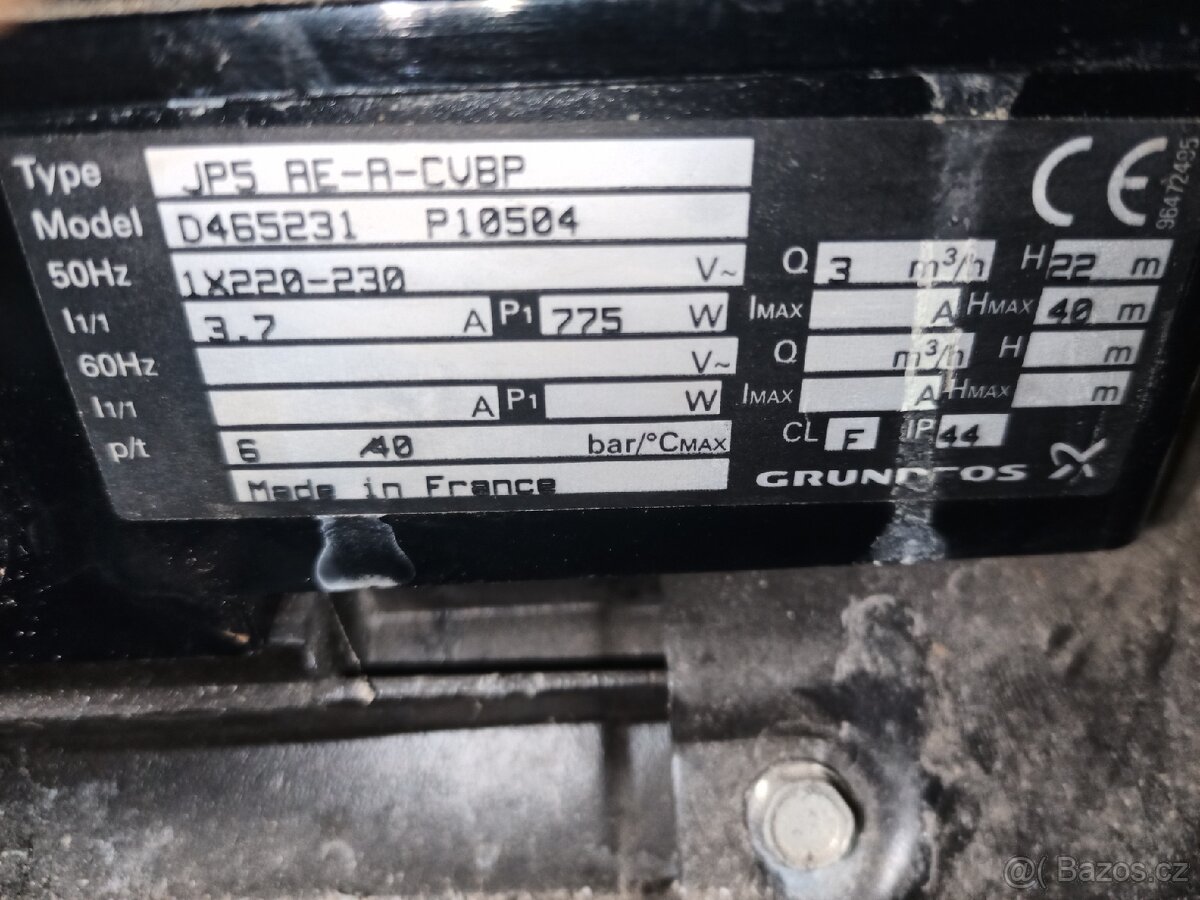 Type JP5 AE-A-CVBP CE
Model D465231 P10504
50Hz 1X220-230 V~ Q 3 m³/h H 22 m
I1/1 3.7 A P1 775 W IMAX A HMAX 40 m
60Hz V~ Q m³/h H m
I1/1 A P1 W IMAX A HMAX m
p/t 6 40 bar/°CMAX CL F IP 44
Made in France GRUNDFOS
96472495
@ Bazos.cz